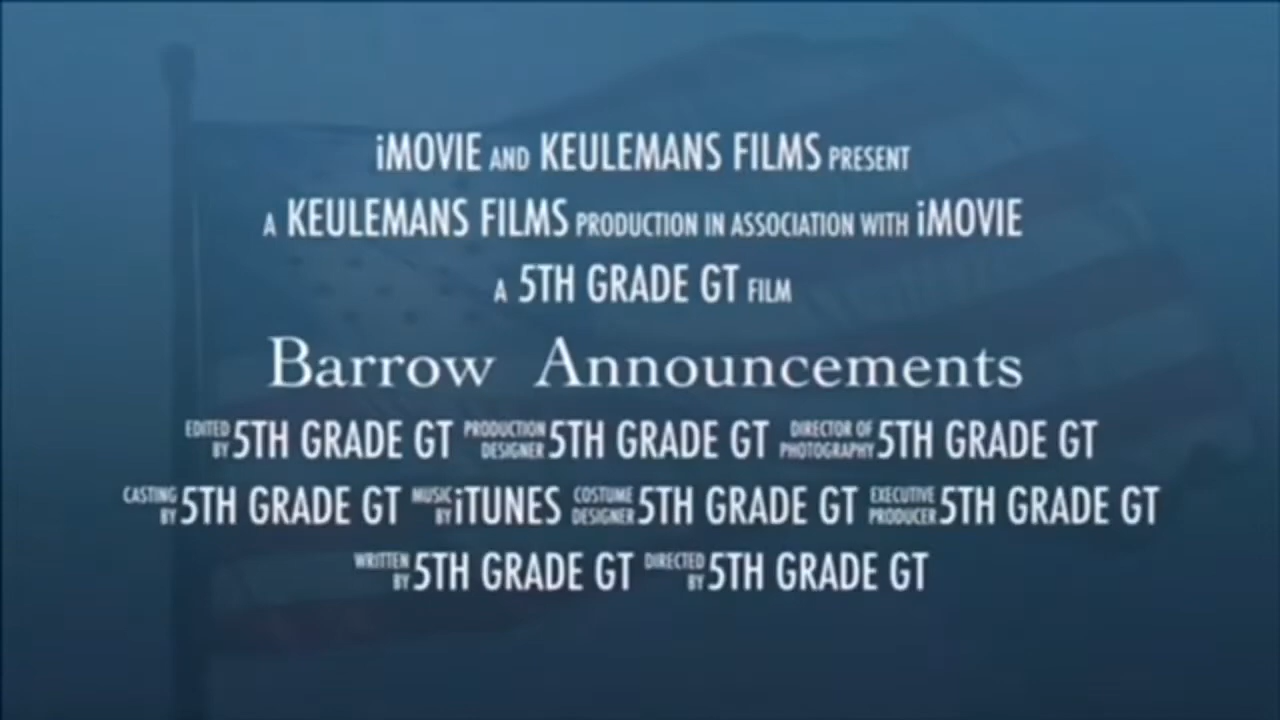 iMOVIE AND KEULEMANS FILMS PRESENT
A KEULEMANS FILMS PRODUCTION IN ASSOCIATION WITH iMOVIE
A 5TH GRADE GT FILM
Barrow Announcements
EDITED BY 5TH GRADE GT PRODUCTION DESIGNER 5TH GRADE GT DIRECTOR OF PHOTOGRAPHY 5TH GRADE GT
CASTING BY 5TH GRADE GT MUSIC BY iTUNES COSTUME DESIGNER 5TH GRADE GT EXECUTIVE PRODUCER 5TH GRADE GT
WRITTEN BY 5TH GRADE GT DIRECTED BY 5TH GRADE GT